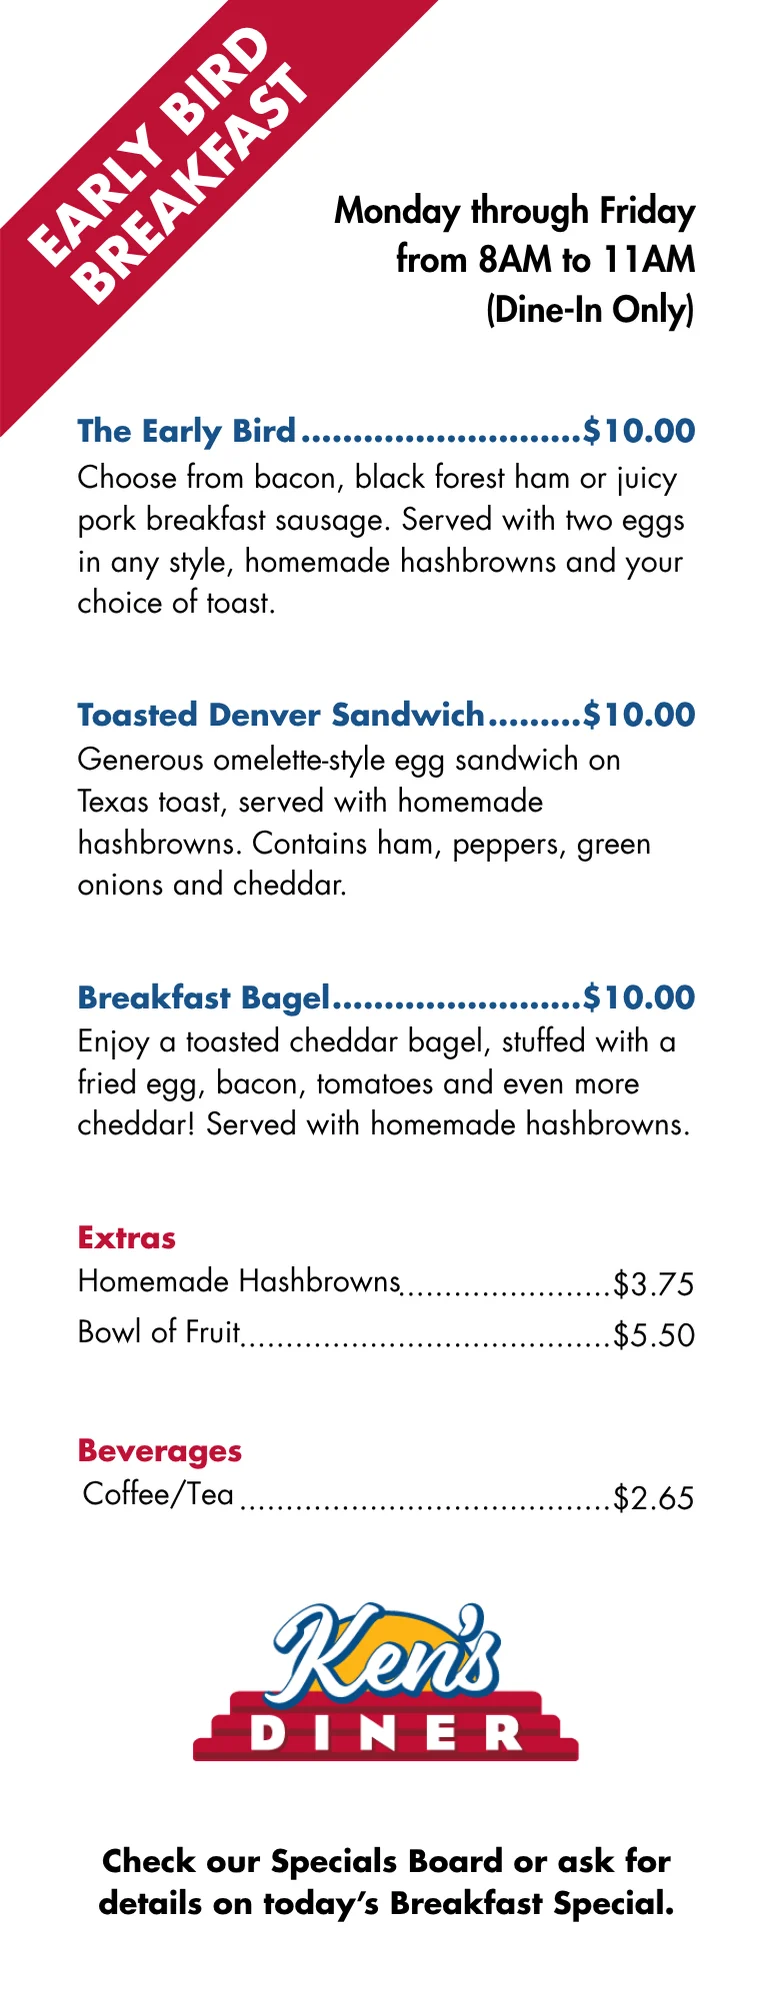 EARLY BIRD
BREAKFAST
Monday through Friday
from 8AM to 11AM
(Dine-In Only)
The Early Bird...........................$10.00
Choose from bacon, black forest ham or juicy
pork breakfast sausage. Served with two eggs
in any style, homemade hashbrowns and your
choice of toast.
Toasted Denver Sandwich.........$10.00
Generous omelette-style egg sandwich on
Texas toast, served with homemade
hashbrowns. Contains ham, peppers, green
onions and cheddar.
Breakfast Bagel........................$10.00
Enjoy a toasted cheddar bagel, stuffed with a
fried egg, bacon, tomatoes and even more
cheddar! Served with homemade hashbrowns.
Extras
Homemade Hashbrowns.......................$3.75
Bowl of Fruit........................................$5.50
Beverages
Coffee/Tea........................................$2.65
Ken's
DINER
Check our Specials Board or ask for
details on today's Breakfast Special.